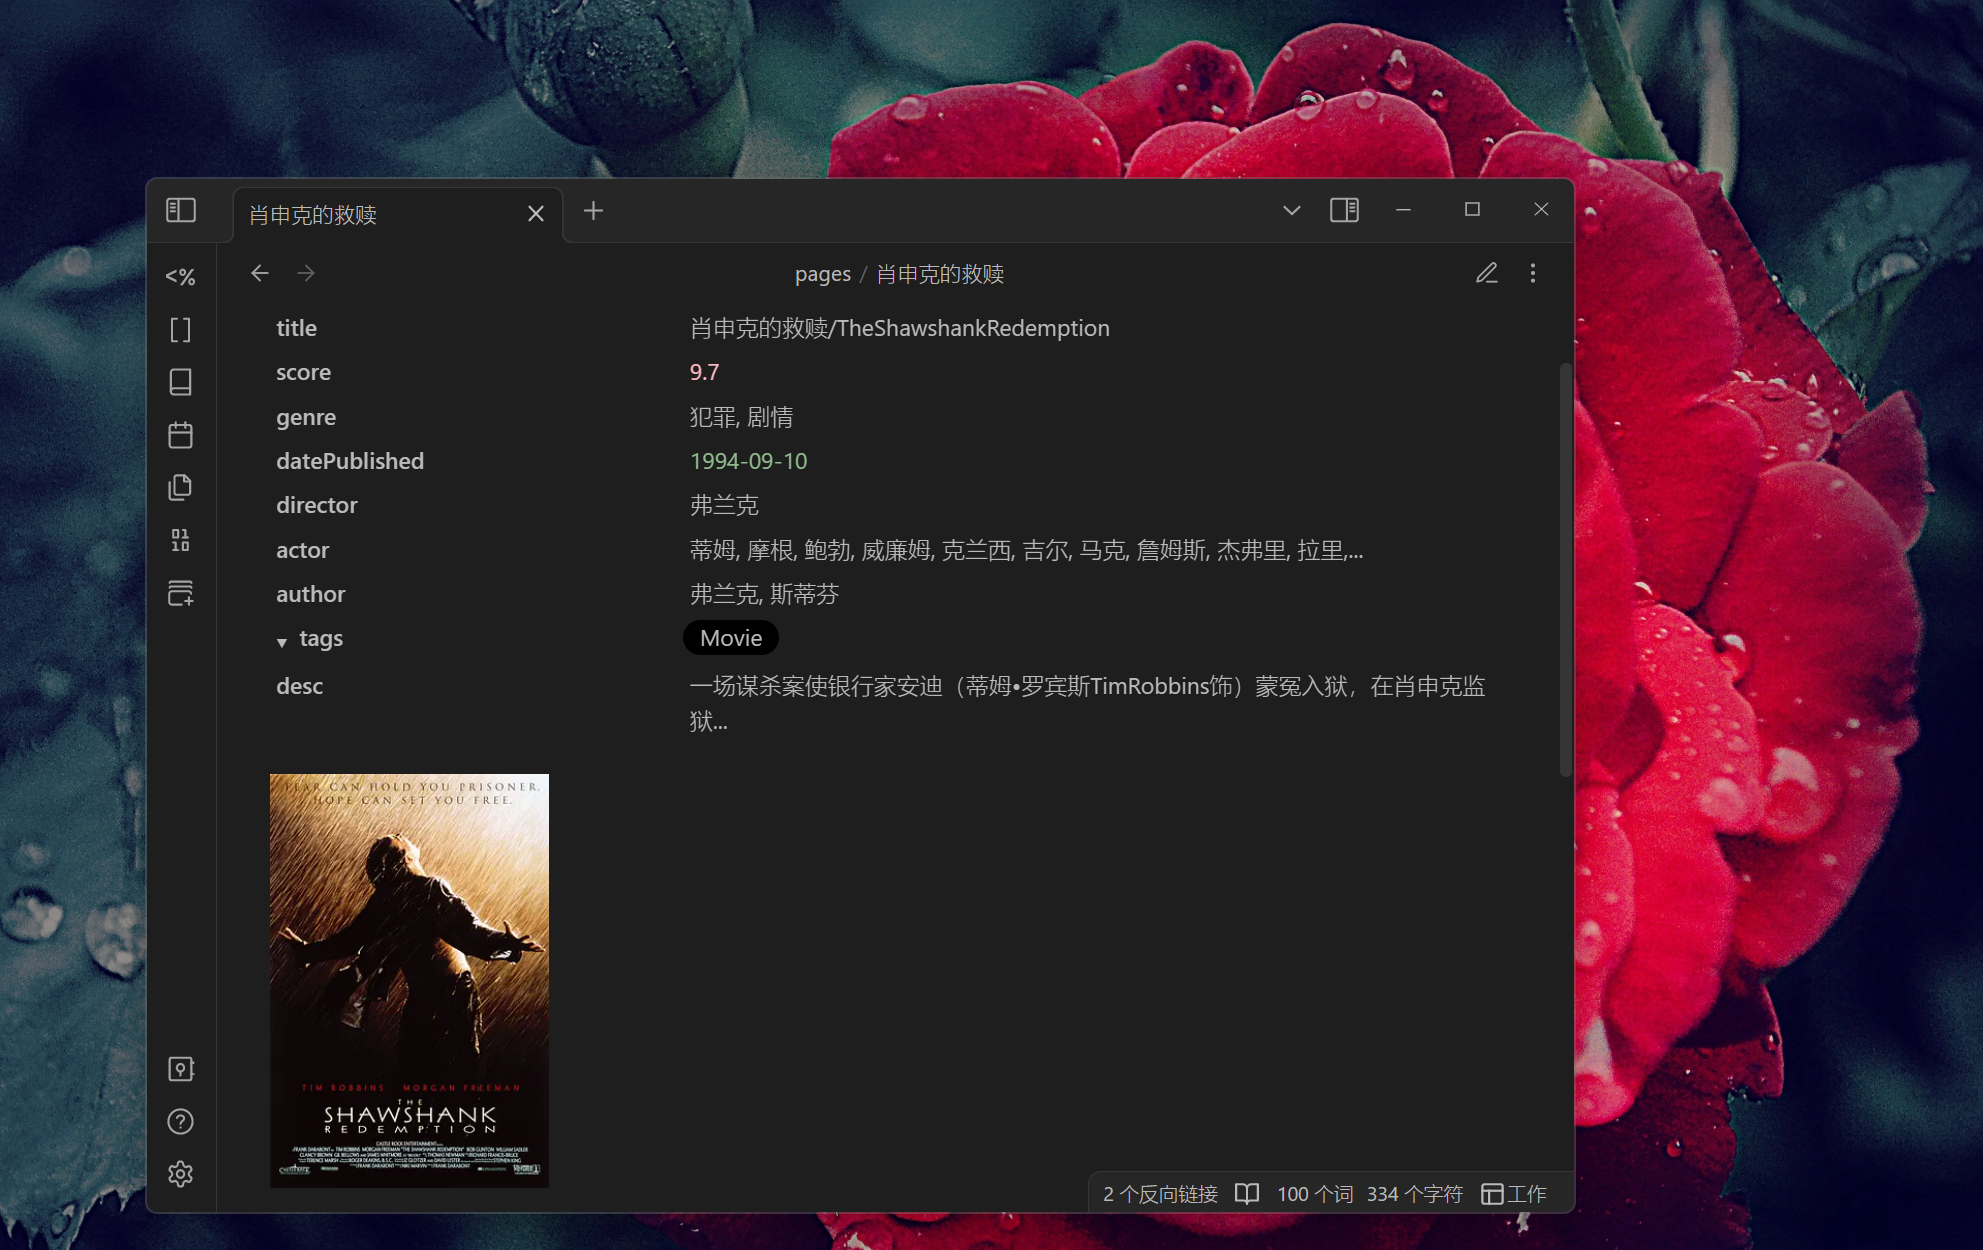 肖申克的救赎
<%
pages / 肖申克的救赎
title 肖申克的救赎/TheShawshankRedemption
score 9.7
genre 犯罪, 剧情
datePublished 1994-09-10
director 弗兰克
actor 蒂姆, 摩根, 鲍勃, 威廉姆, 克兰西, 吉尔, 马克, 詹姆斯, 杰弗里, 拉里,...
author 弗兰克, 斯蒂芬
tags Movie
desc 一场谋杀案使银行家安迪（蒂姆•罗宾斯TimRobbins饰）蒙冤入狱，在肖申克监
狱...
FEAR CAN HOLD YOU PRISONER.
HOPE CAN SET YOU FREE.
TIM ROBBINS MORGAN FREEMAN
THE
SHAWSHANK
REDEMPTION
2 个反向链接 100 个词 334 个字符 工作